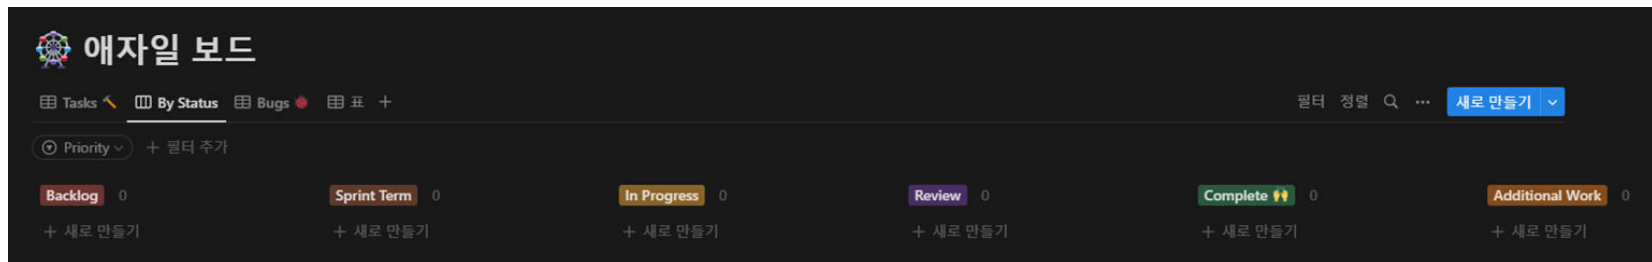 애자일 보드
Tasks By Status Bugs 표 + 필터 정렬 ··· 새로 만들기
Priority + 필터 추가
Backlog 0 Sprint Term 0 In Progress 0 Review 0 Complete 🙌 0 Additional Work 0
+ 새로 만들기 + 새로 만들기 + 새로 만들기 + 새로 만들기 + 새로 만들기 + 새로 만들기